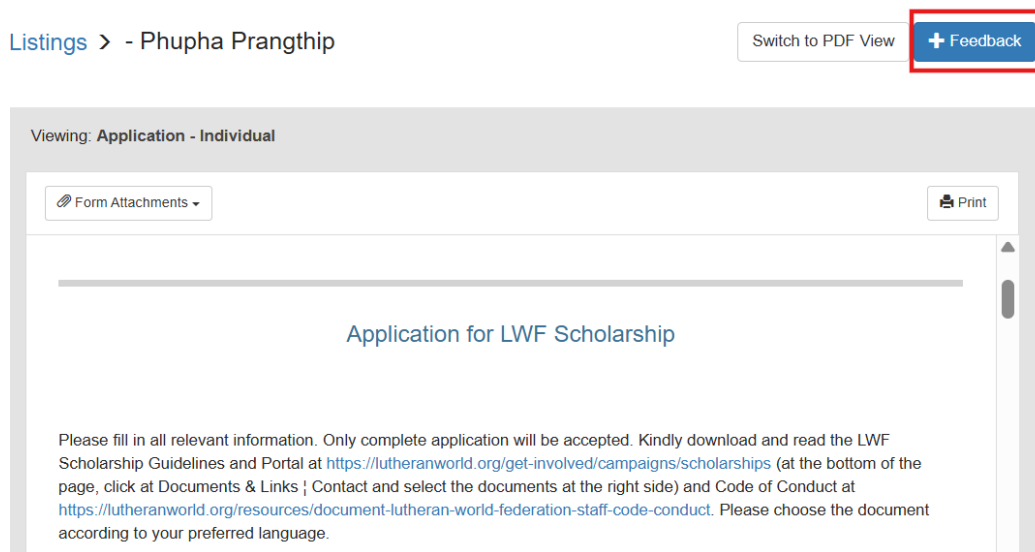 Listings > - Phupha Prangthip
Switch to PDF View
+ Feedback
Viewing: Application - Individual
Form Attachments
Print
Application for LWF Scholarship
Please fill in all relevant information. Only complete application will be accepted. Kindly download and read the LWF
Scholarship Guidelines and Portal at https://lutheranworld.org/get-involved/campaigns/scholarships (at the bottom of the
page, click at Documents & Links ¦ Contact and select the documents at the right side) and Code of Conduct at
https://lutheranworld.org/resources/document-lutheran-world-federation-staff-code-conduct. Please choose the document
according to your preferred language.